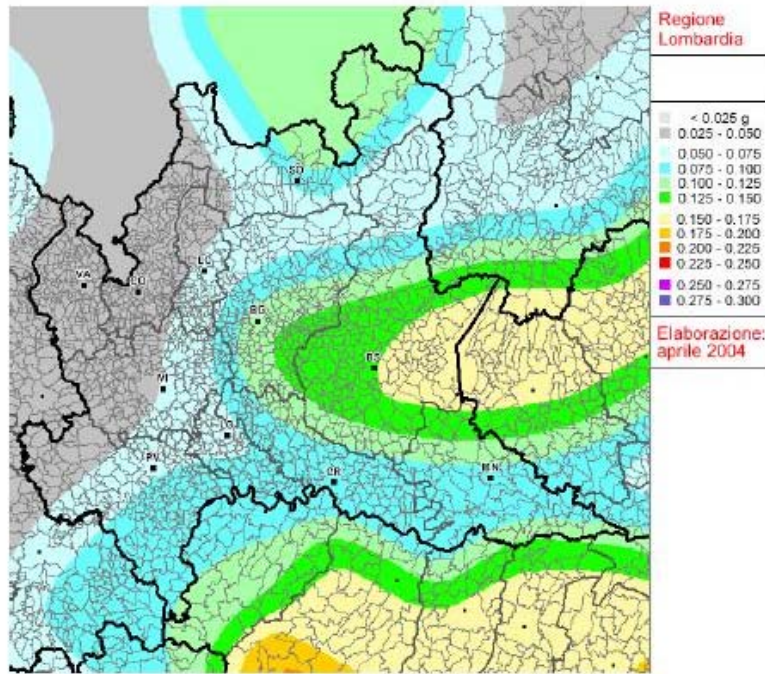 Regione
Lombardia
< 0.025 g
0.025 - 0.050
0.050 - 0.075
0.075 - 0.100
0.100 - 0.125
0.125 - 0.150
0.150 - 0.175
0.175 - 0.200
0.200 - 0.225
0.225 - 0.250
0.250 - 0.275
0.275 - 0.300
Elaborazione:
aprile 2004
SO
LC
VA
CO
BG
BS
MI
LO
PV
CR
MN